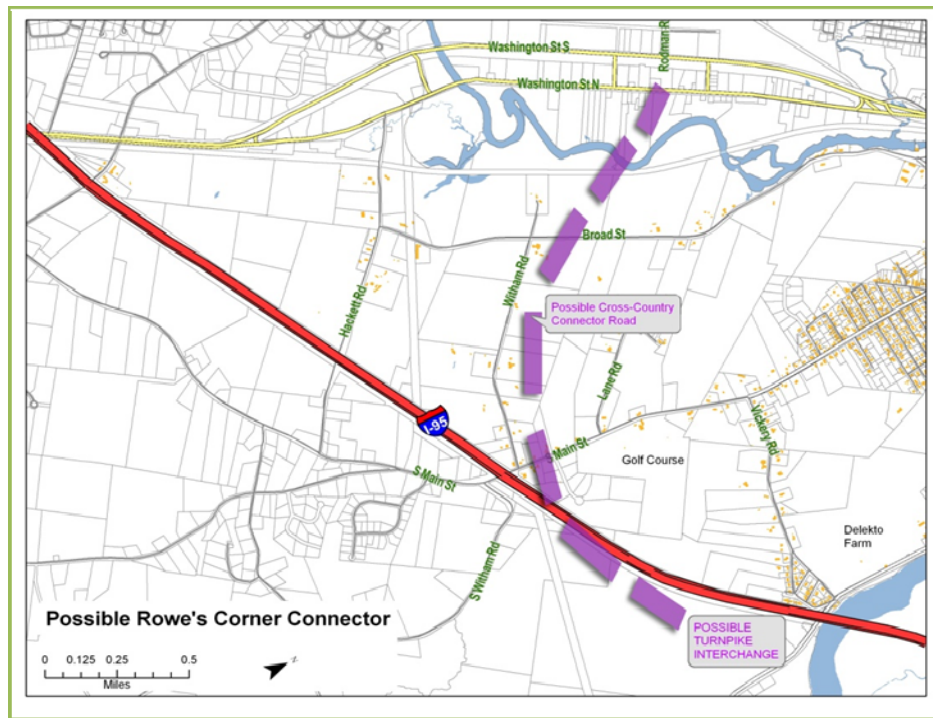 Washington St S
Rodman R
Washington St N
Broad St
Witham Rd
Possible Cross-Country
Connector Road
Hackett Rd
Lane Rd
I-95
S Main St
S Main St
Golf Course
Vickery Rd
S Witham Rd
Delekto
Farm
Possible Rowe's Corner Connector
POSSIBLE
TURNPIKE
INTERCHANGE
0 0.125 0.25 0.5
Miles
z